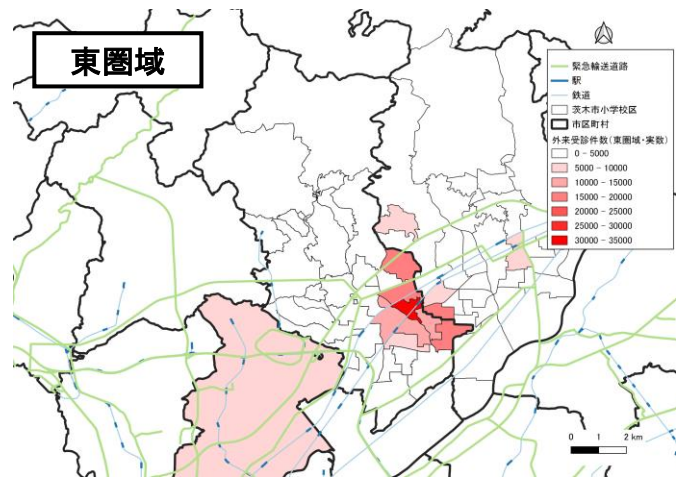 東圏域
緊急輸送道路
駅
鉄道
茨木市小学校区
市区町村
外来受診件数(東圏域・実数)
0 - 5000
5000 - 10000
10000 - 15000
15000 - 20000
20000 - 25000
25000 - 30000
30000 - 35000
0 1 2 km